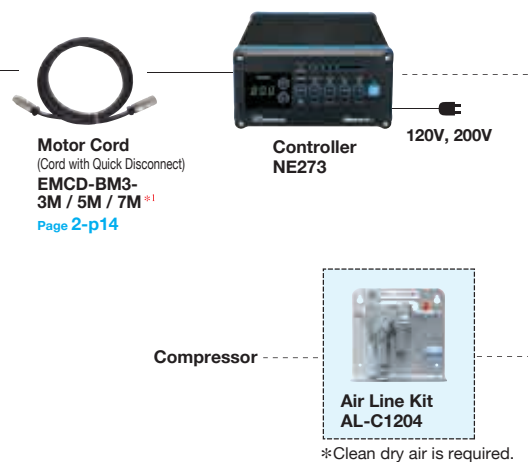 Motor Cord
(Cord with Quick Disconnect)
EMCD-BM3-
3M / 5M / 7M *1
Page 2-p14
Controller
NE273
120V, 200V
Compressor
Air Line Kit
AL-C1204
*Clean dry air is required.